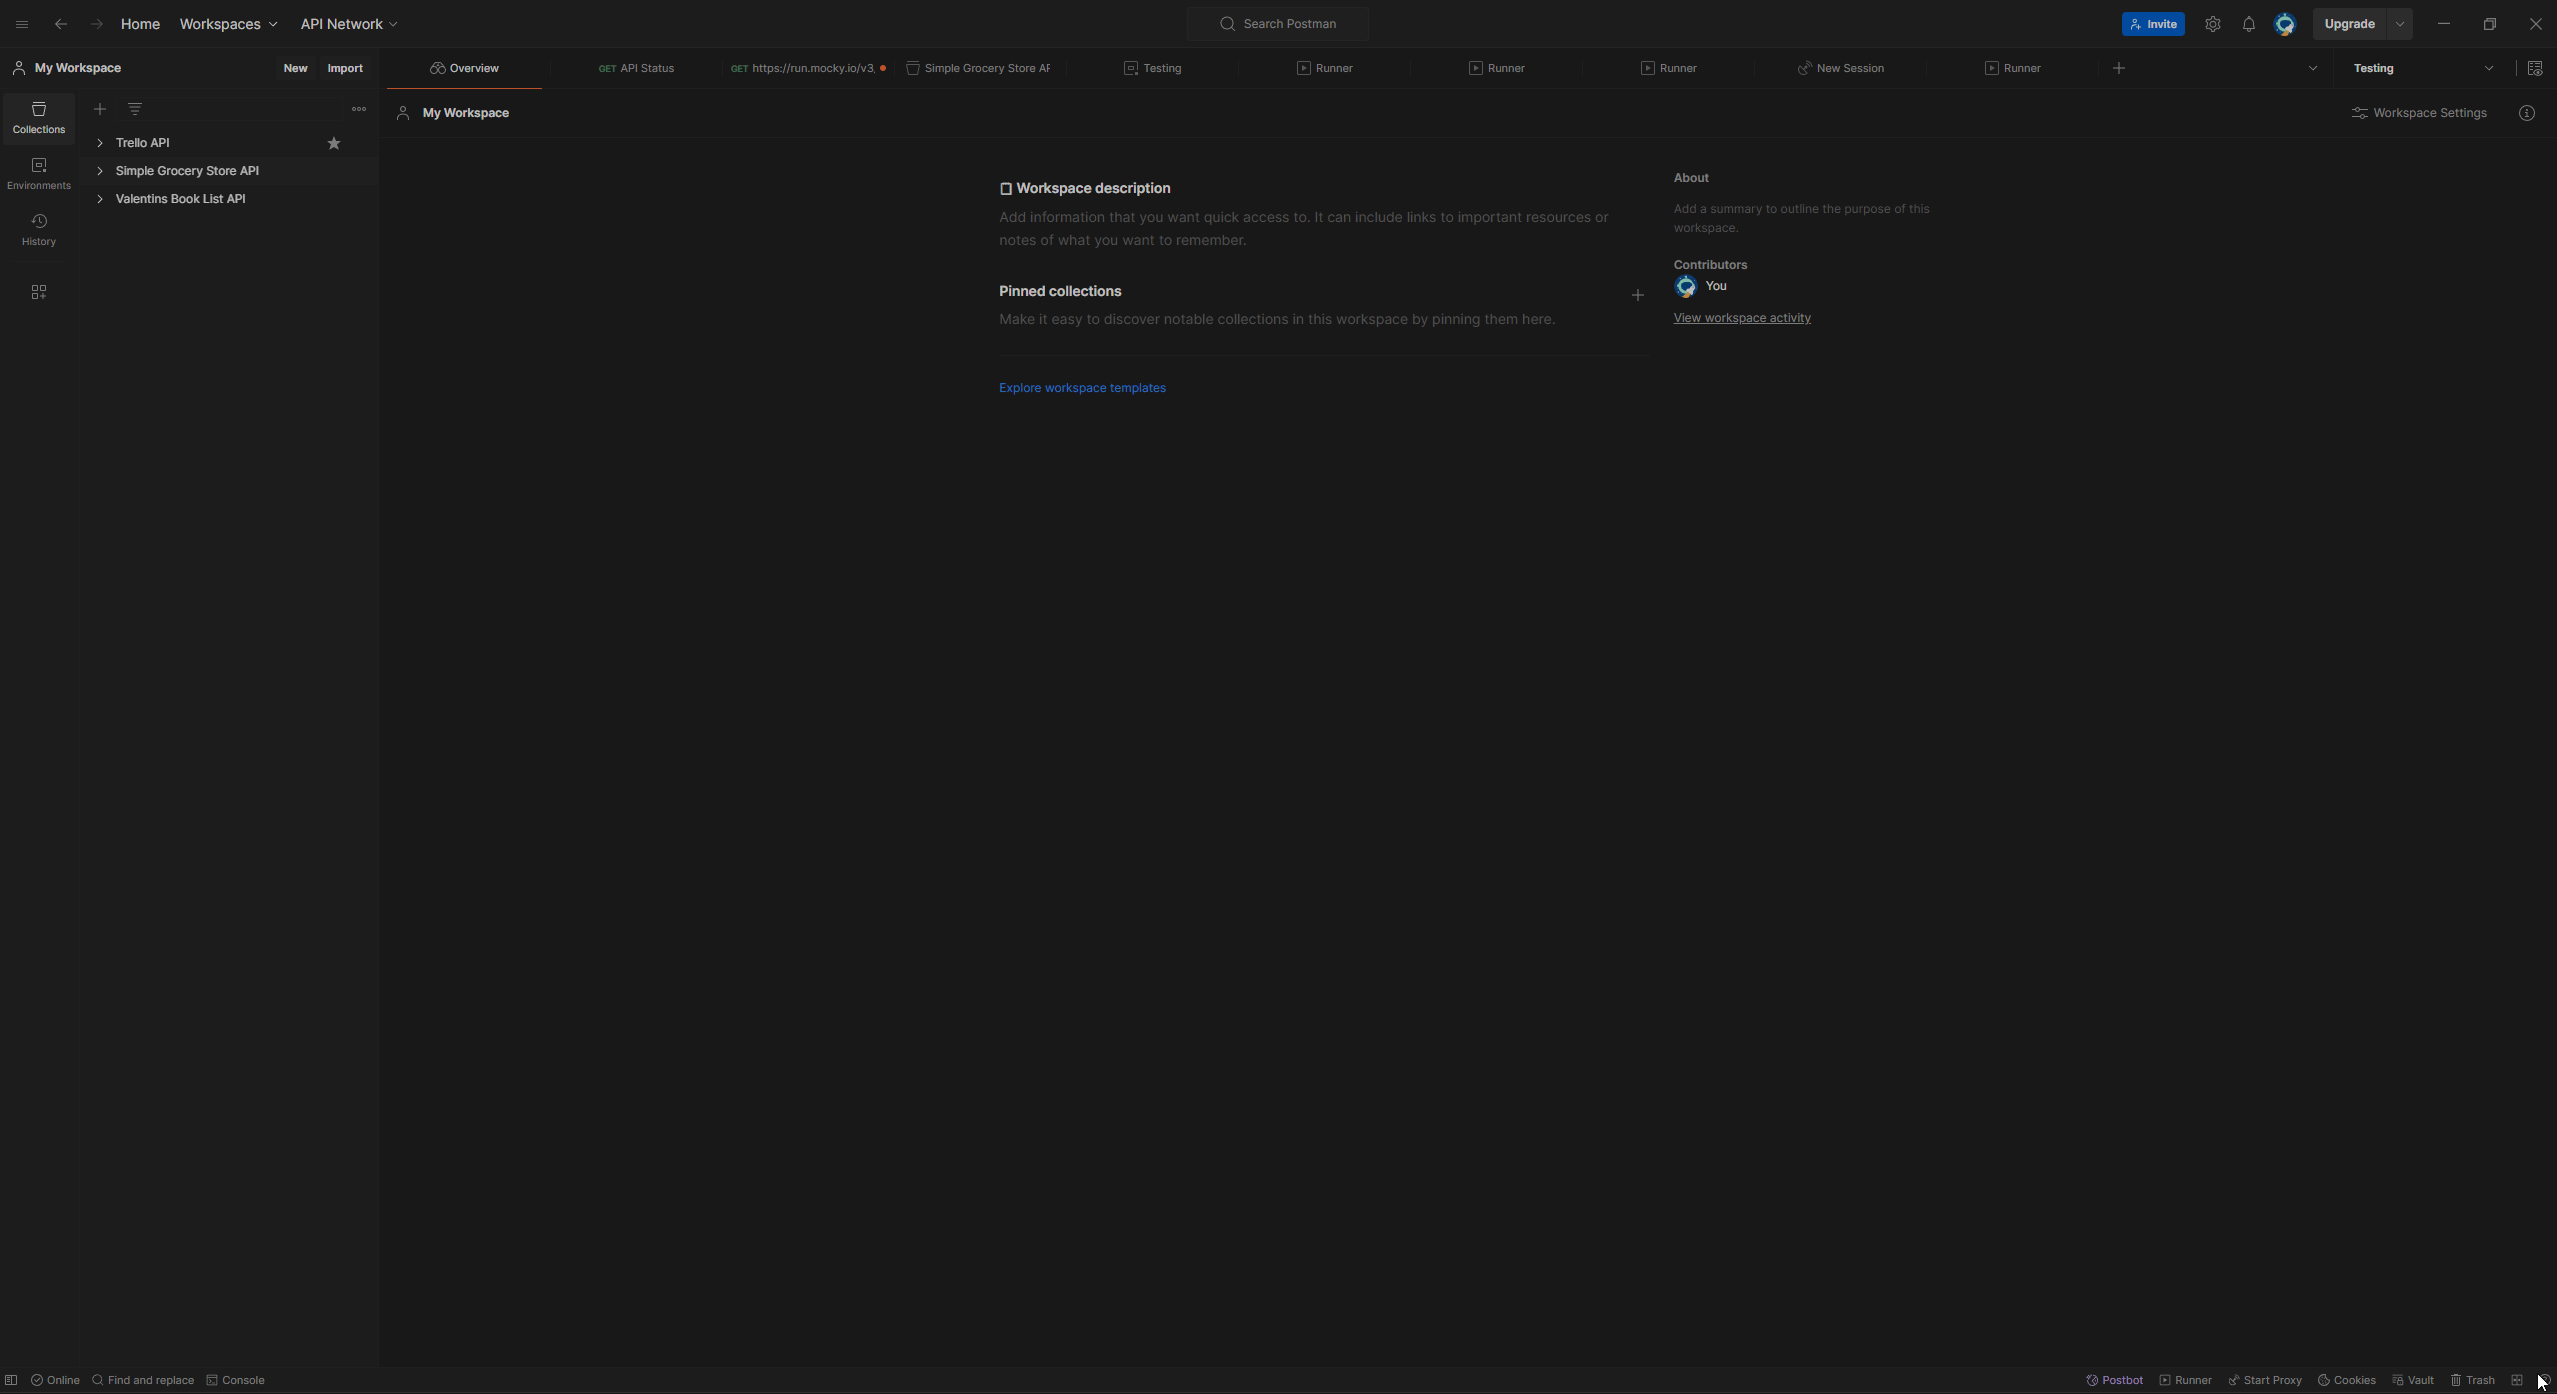 Home Workspaces API Network Search Postman Invite Upgrade
My Workspace New Import Overview GET API Status GET https://run.mocky.io/v3, Simple Grocery Store AF Testing Runner Runner Runner New Session Runner Testing
My Workspace Workspace Settings
Collections
Environments
History
Trello API
Simple Grocery Store API
Valentins Book List API
Workspace description
Add information that you want quick access to. It can include links to important resources or
notes of what you want to remember.
Pinned collections
Make it easy to discover notable collections in this workspace by pinning them here.
Explore workspace templates
About
Add a summary to outline the purpose of this
workspace.
Contributors
You
View workspace activity
Online Find and replace Console Postbot Runner Start Proxy Cookies Vault Trash